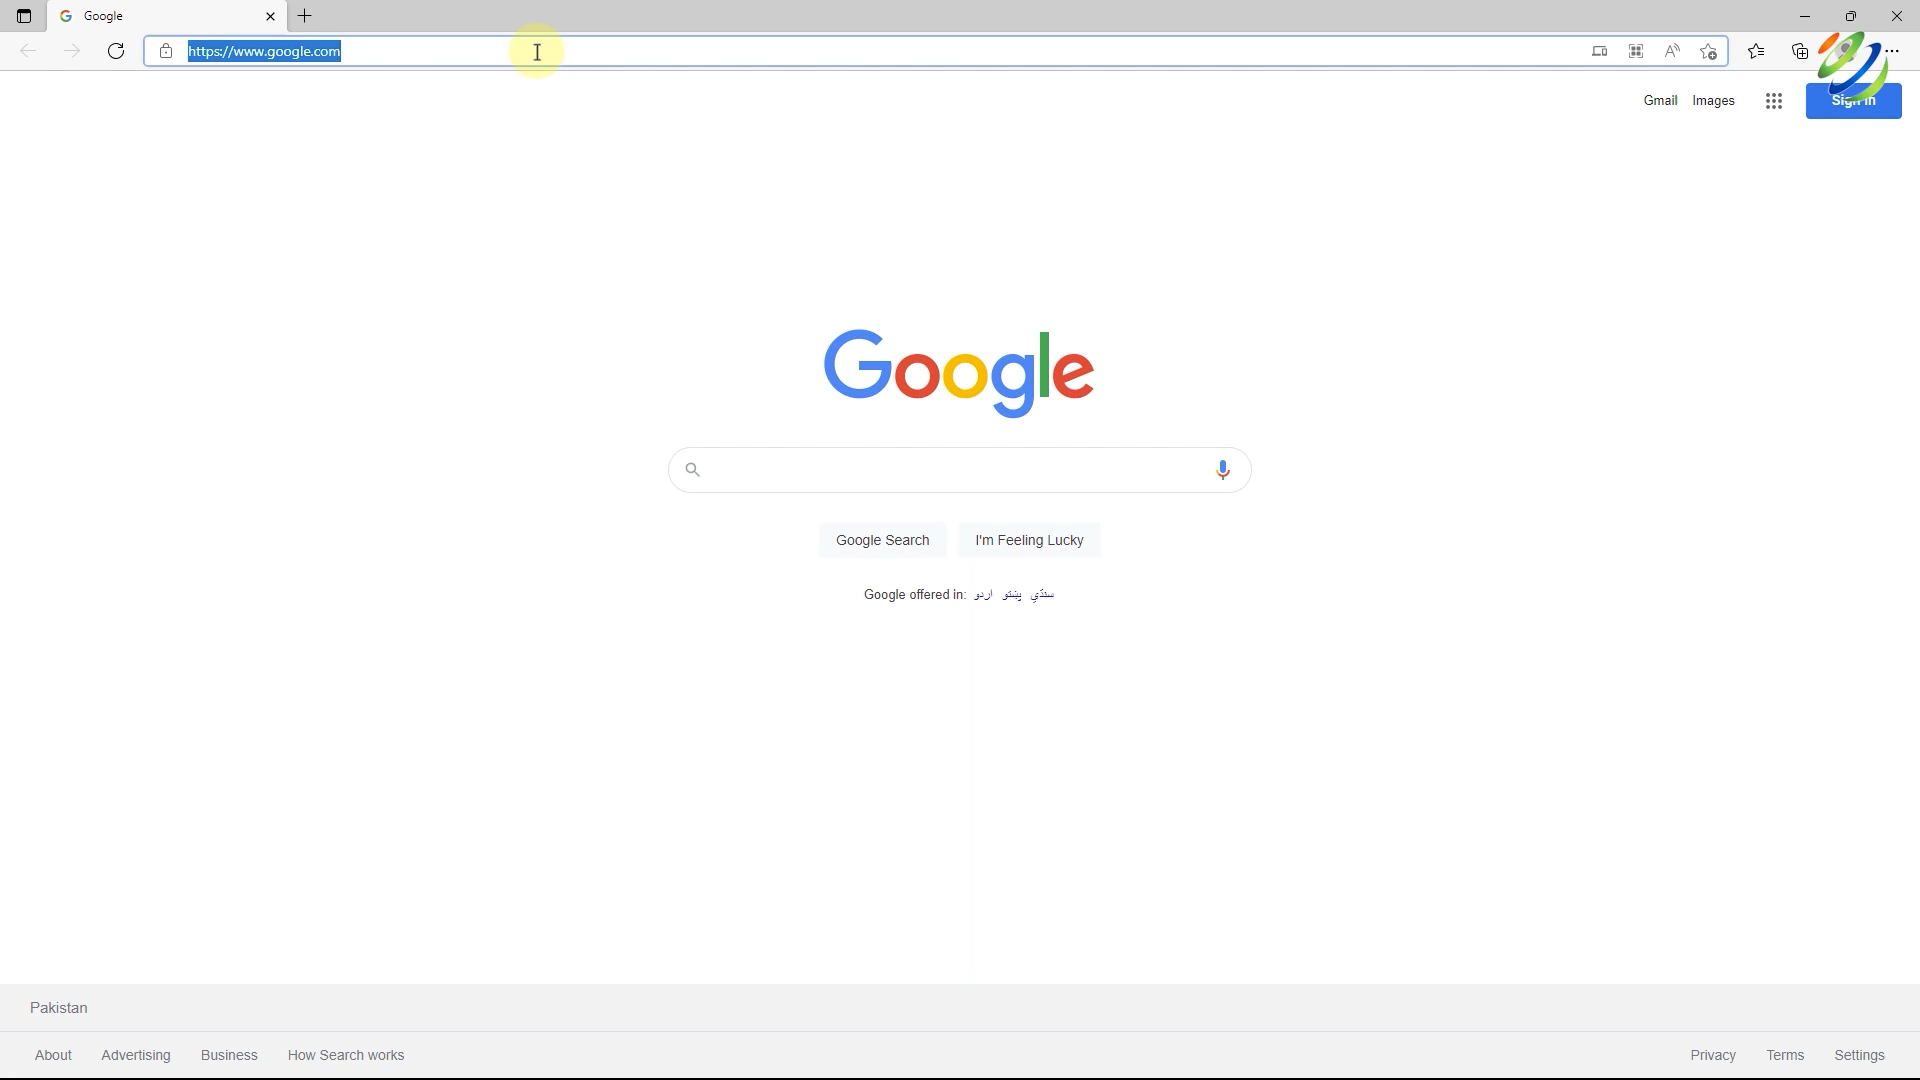 Google
https://www.google.com
Gmail Images
Sign in
Google
Google Search I'm Feeling Lucky
Google offered in: اردو پښتو سنڌي
Pakistan
About Advertising Business How Search works
Privacy Terms Settings